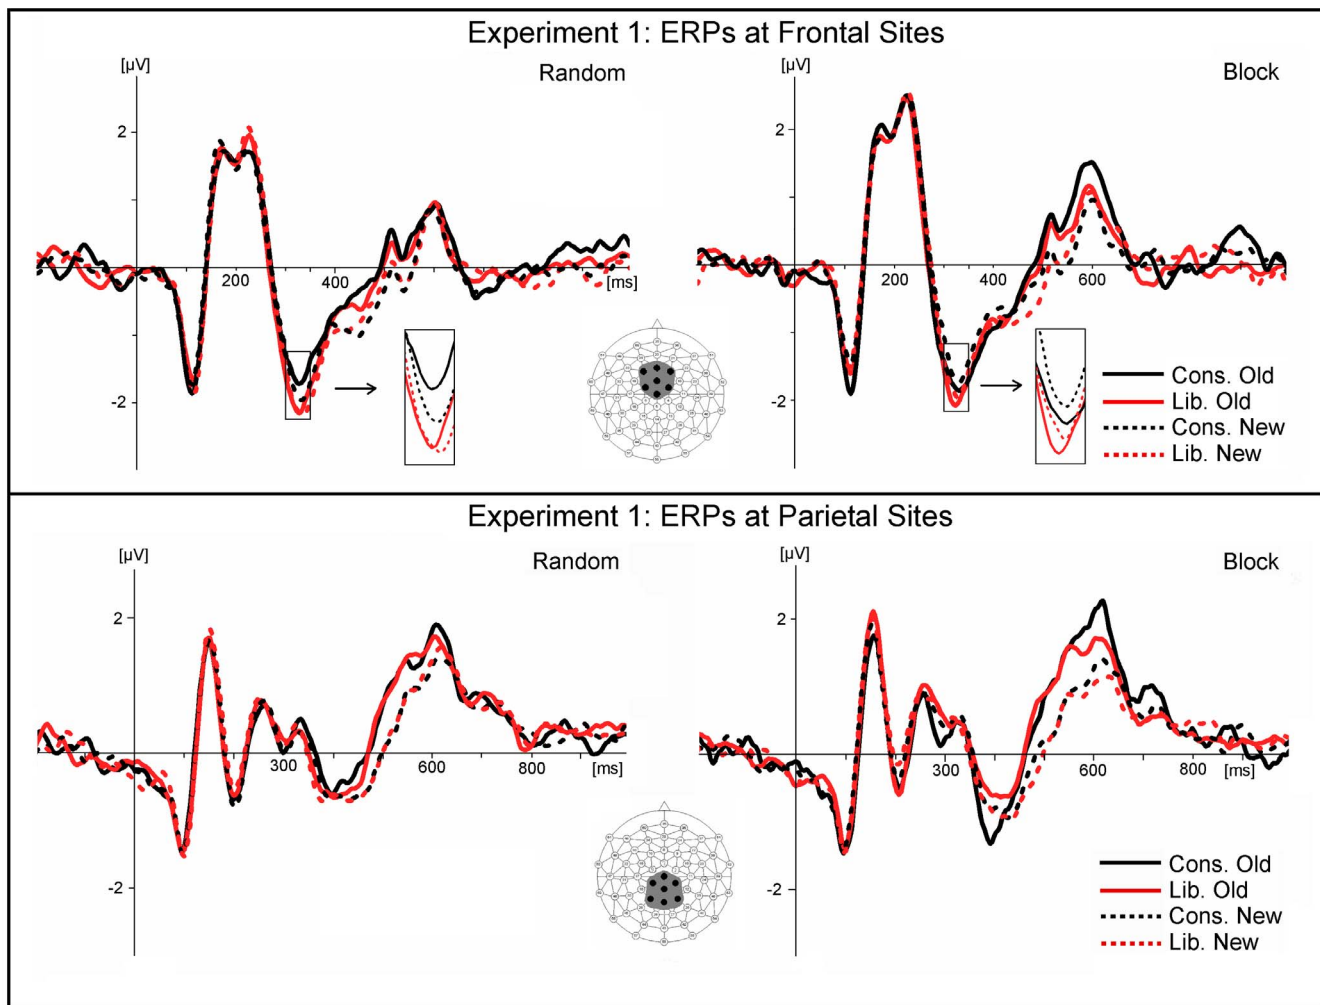 Experiment 1: ERPs at Frontal Sites
[µV]
Random
2
200
400
[ms]
-2
[µV]
Block
2
200
400
600
[ms]
-2
Cons. Old
Lib. Old
Cons. New
Lib. New
Experiment 1: ERPs at Parietal Sites
[µV]
Random
2
300
600
800
[ms]
-2
[µV]
Block
2
300
600
800
[ms]
-2
Cons. Old
Lib. Old
Cons. New
Lib. New